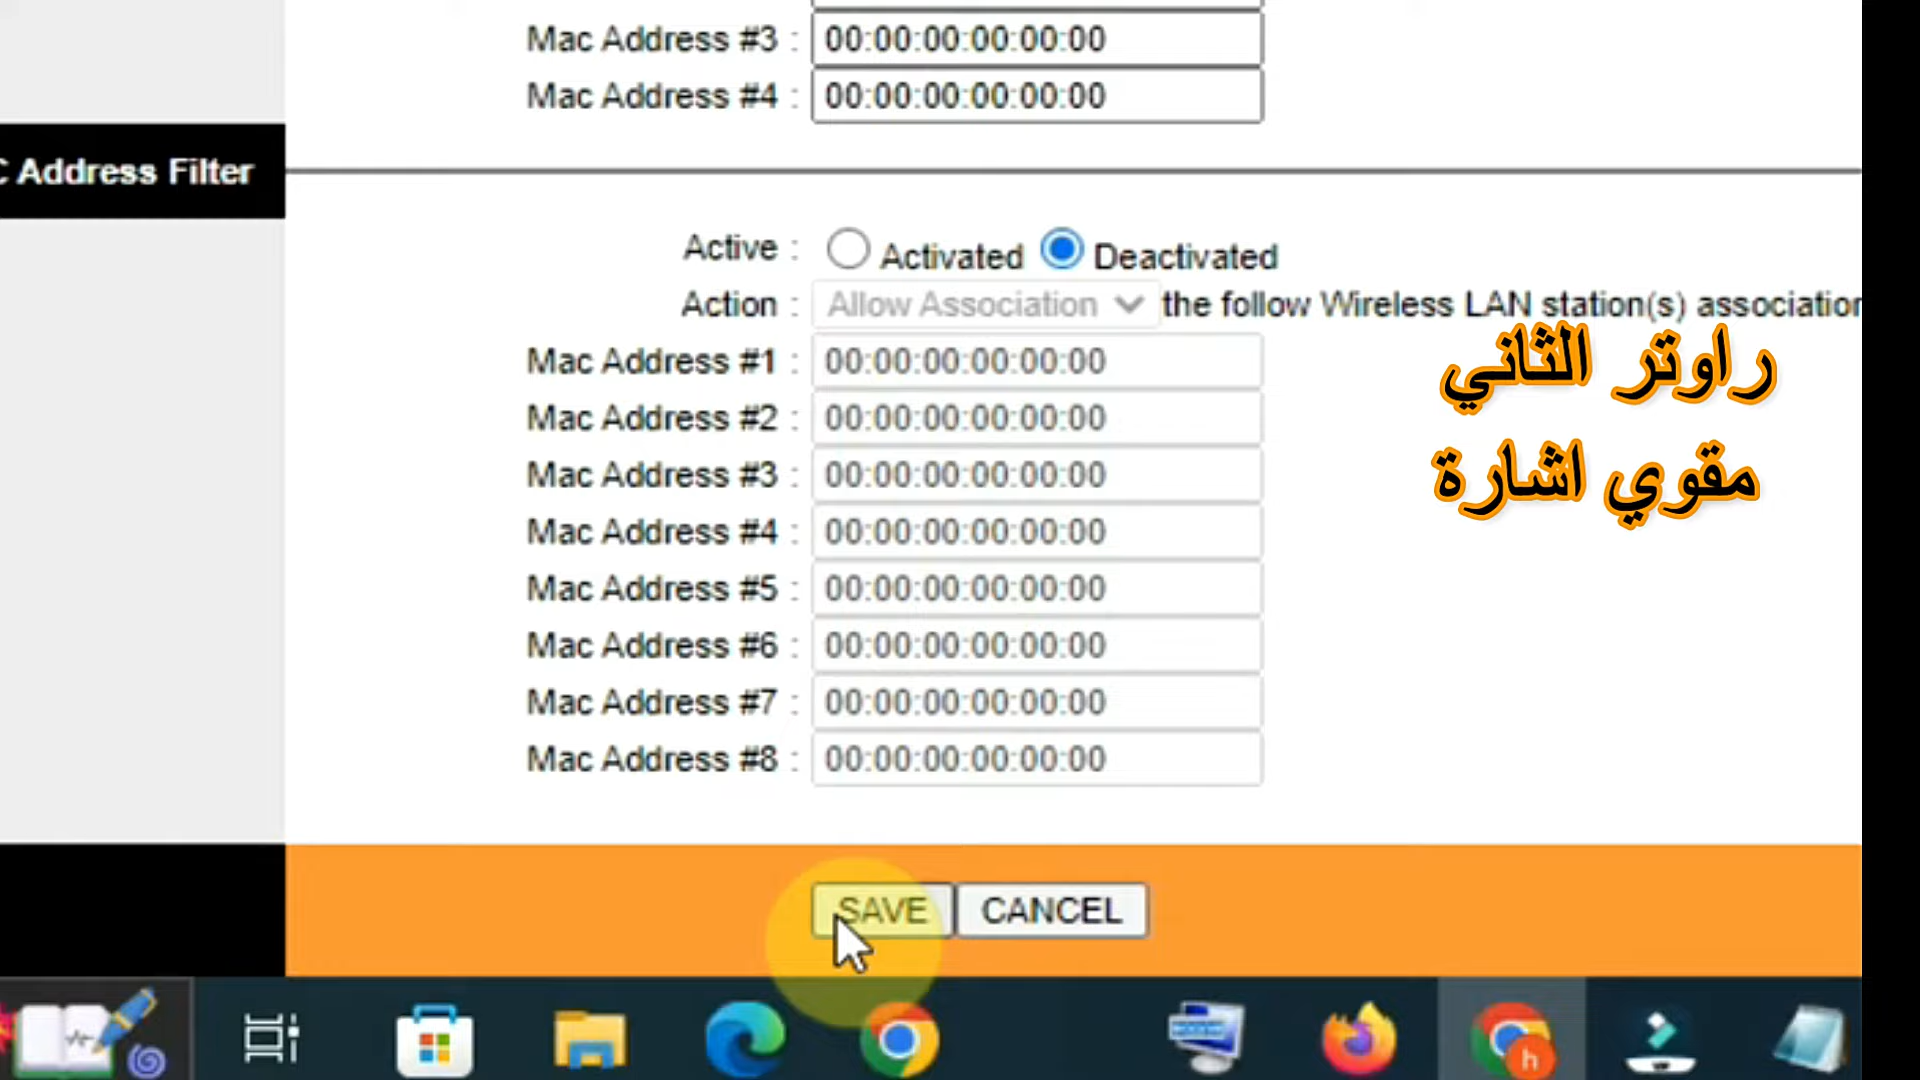 Mac Address #3 : 00:00:00:00:00:00
Mac Address #4 : 00:00:00:00:00:00
C Address Filter
Active : Activated Deactivated
Action : Allow Association the follow Wireless LAN station(s) association
Mac Address #1 : 00:00:00:00:00:00
راوتر الثاني
Mac Address #2 : 00:00:00:00:00:00
Mac Address #3 : 00:00:00:00:00:00
مقوي اشارة
Mac Address #4 : 00:00:00:00:00:00
Mac Address #5 : 00:00:00:00:00:00
Mac Address #6 : 00:00:00:00:00:00
Mac Address #7 : 00:00:00:00:00:00
Mac Address #8 : 00:00:00:00:00:00
SAVE CANCEL
h